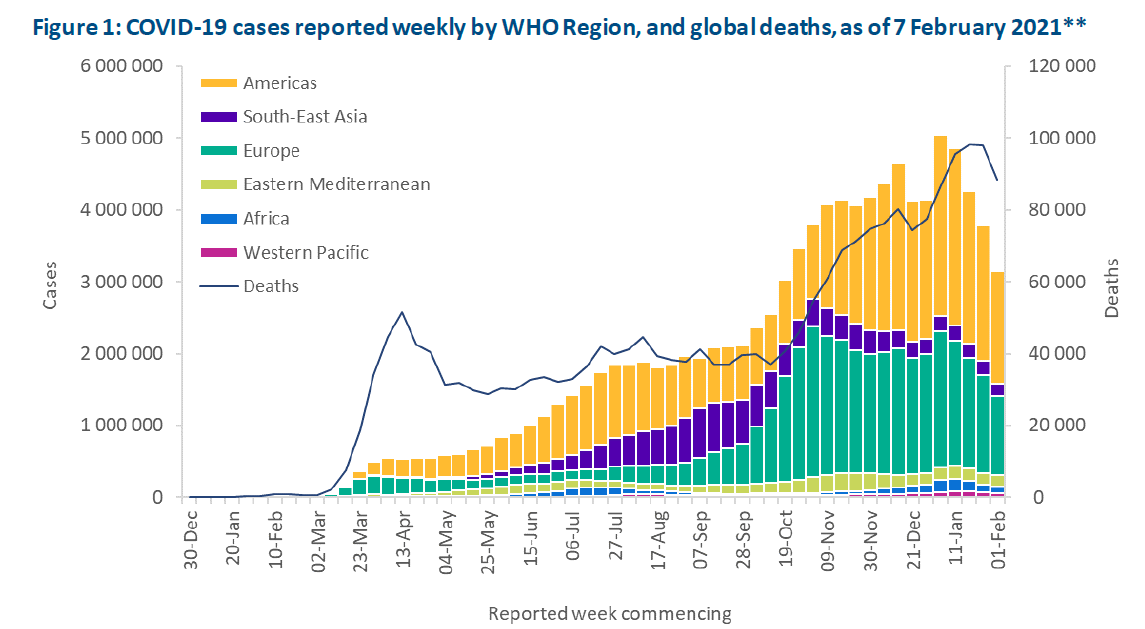 Figure 1: COVID-19 cases reported weekly by WHO Region, and global deaths, as of 7 February 2021**
6 000 000
5 000 000
4 000 000
3 000 000
2 000 000
1 000 000
0
Cases
Americas
South-East Asia
Europe
Eastern Mediterranean
Africa
Western Pacific
Deaths
120 000
100 000
80 000
60 000
40 000
20 000
0
Deaths
30-Dec
20-Jan
10-Feb
02-Mar
23-Mar
13-Apr
04-May
25-May
15-Jun
06-Jul
27-Jul
17-Aug
07-Sep
28-Sep
19-Oct
09-Nov
30-Nov
21-Dec
11-Jan
01-Feb
Reported week commencing